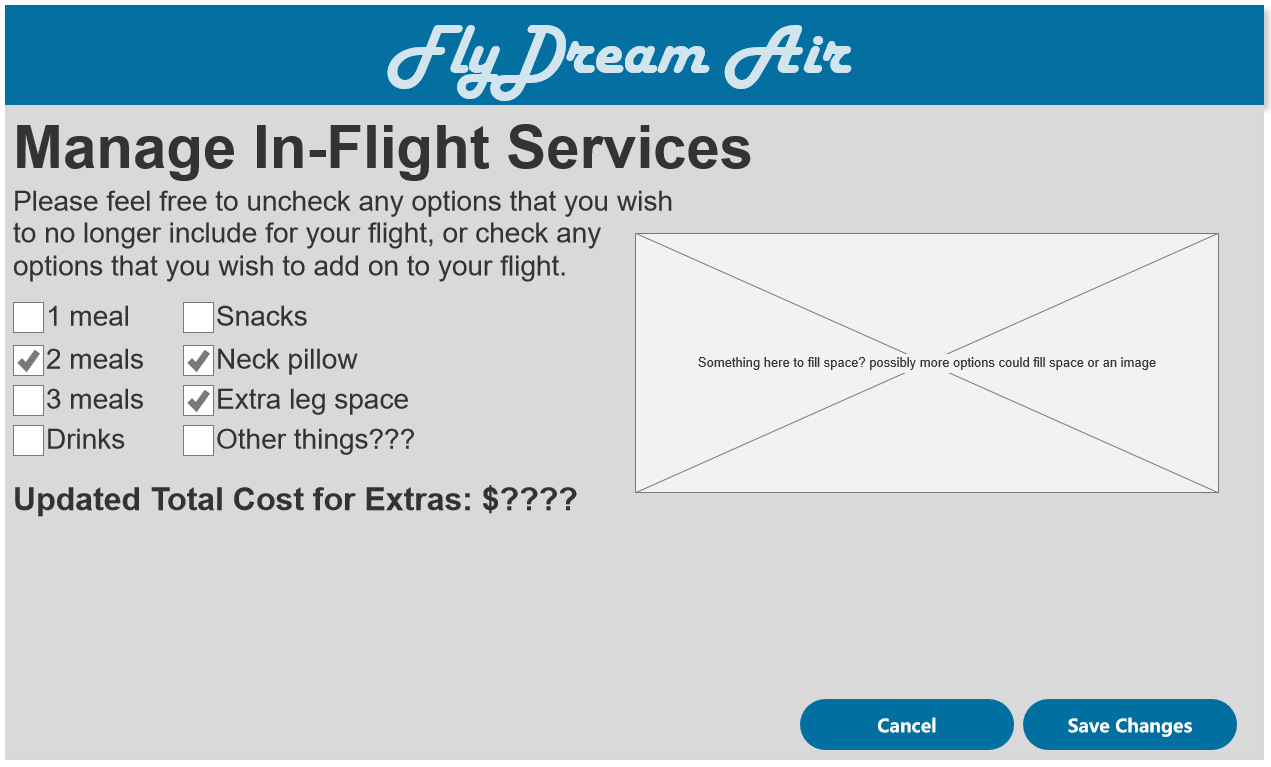 FlyDream Air
Manage In-Flight Services
Please feel free to uncheck any options that you wish
to no longer include for your flight, or check any
options that you wish to add on to your flight.
1 meal
Snacks
2 meals
Neck pillow
3 meals
Extra leg space
Drinks
Other things???
Something here to fill space? possibly more options could fill space or an image
Updated Total Cost for Extras: $????
Cancel
Save Changes